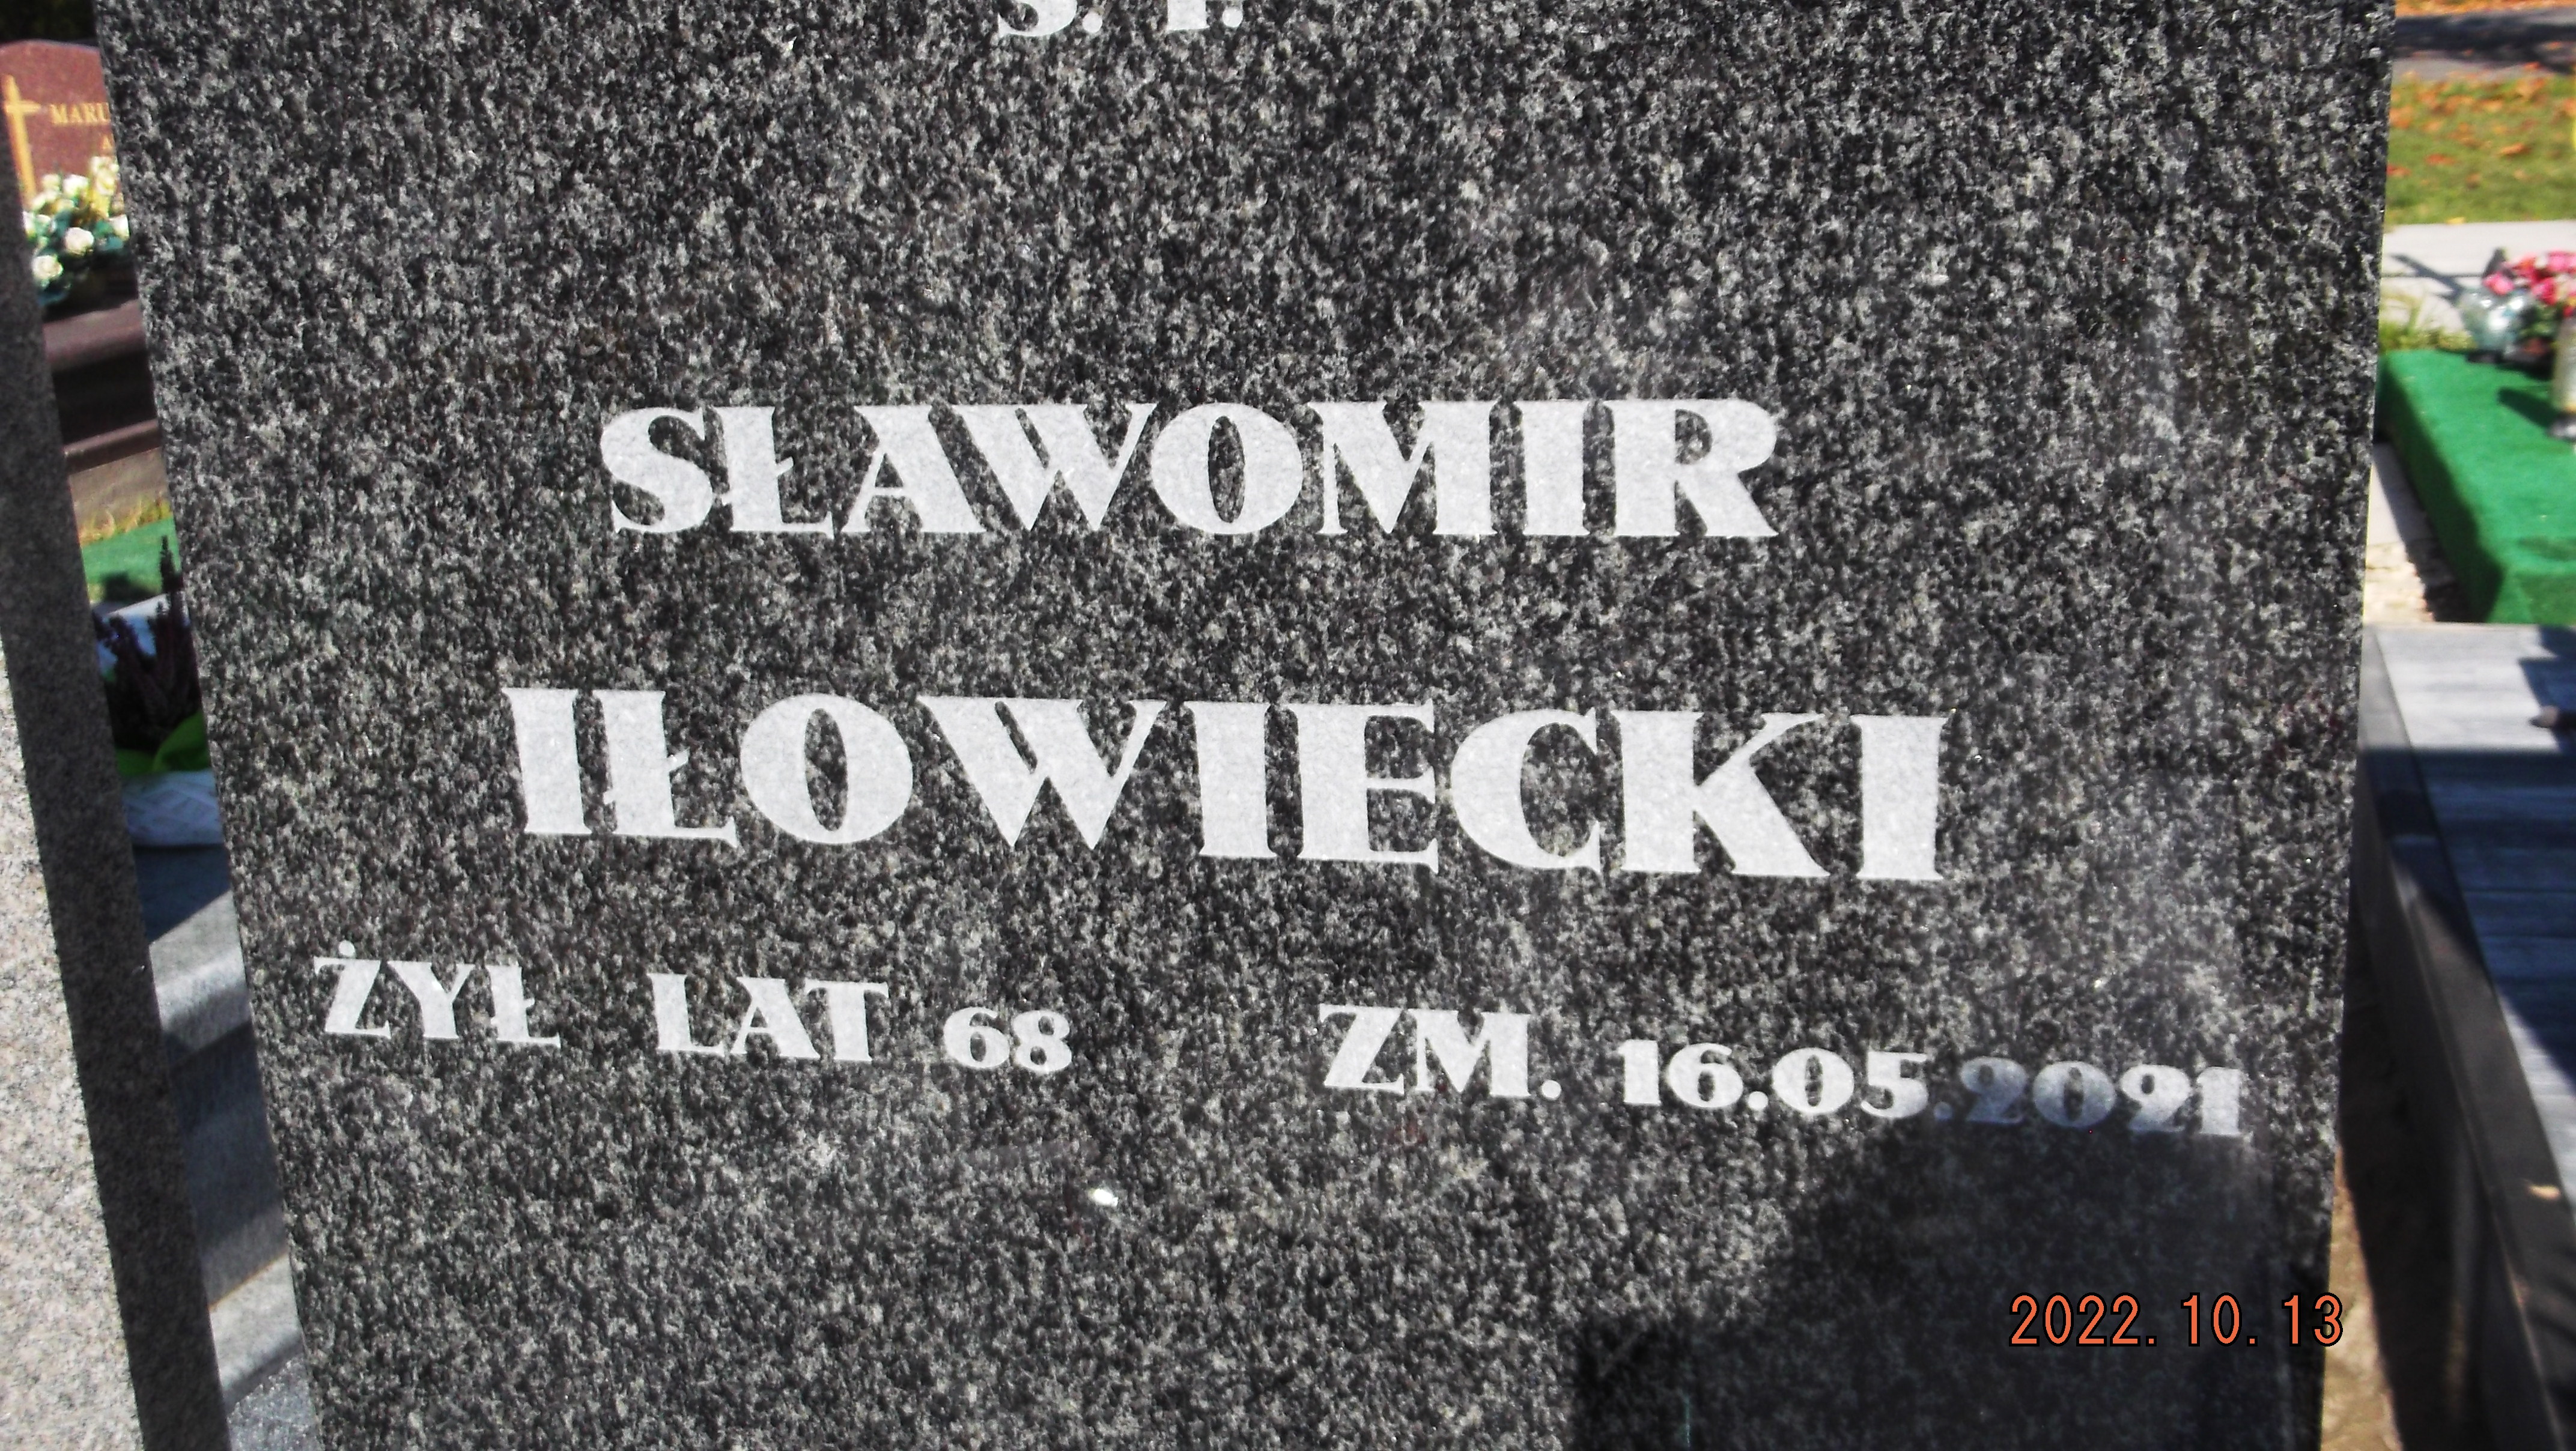 Ś. P.
SŁAWOMIR
IŁOWIECKI
ŻYŁ LAT 68 ZM. 16.05.2021
2022.10.13